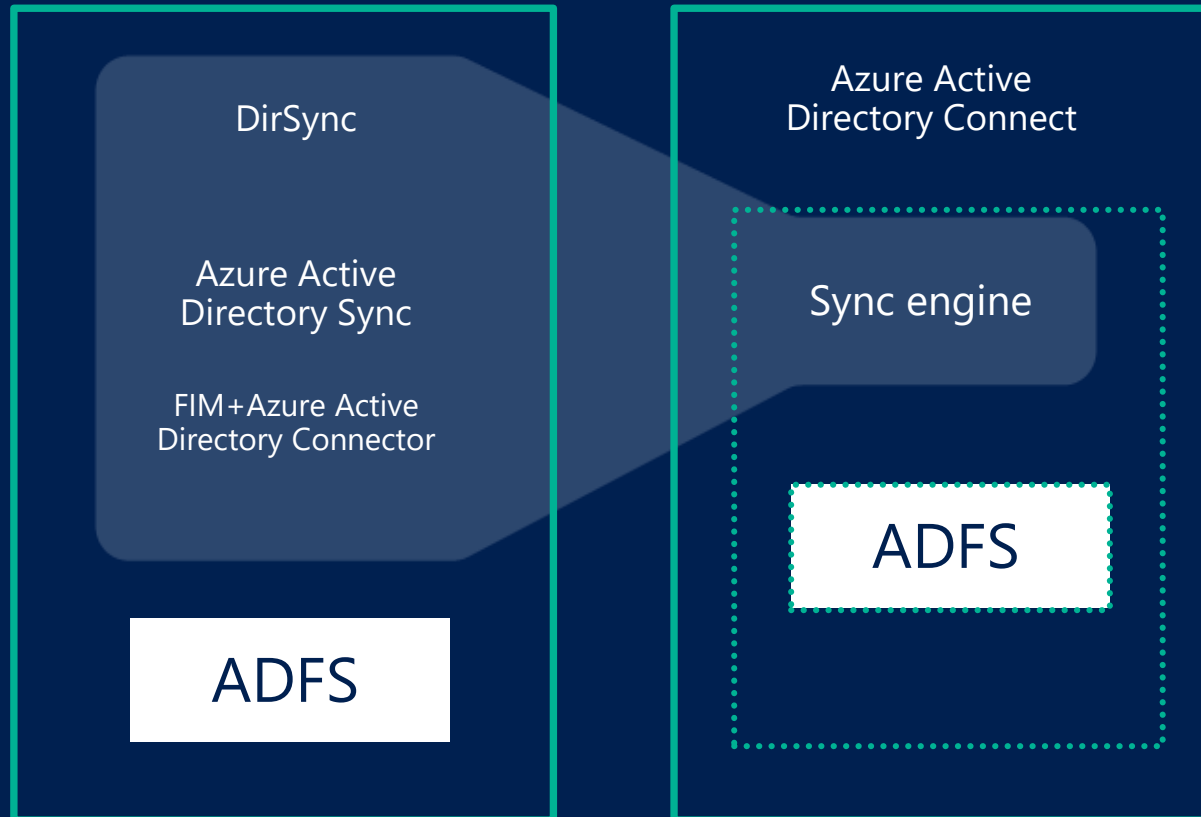 DirSync
Azure Active
Directory Sync
FIM+Azure Active
Directory Connector
ADFS
Azure Active
Directory Connect
Sync engine
ADFS